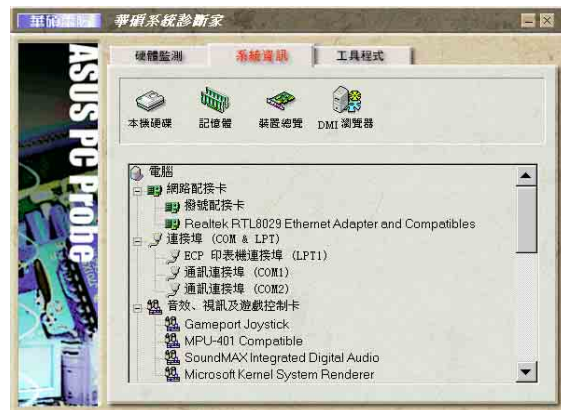 華碩電腦 華碩系統診斷家
ASUS PC Probe
硬體監測 系統資訊 工具程式
本機硬碟 記憶體 裝置總覽 DMI 瀏覽器
電腦
網路配接卡
撥號配接卡
Realtek RTL8029 Ethernet Adapter and Compatibles
連接埠 (COM & LPT)
ECP 印表機連接埠 (LPT1)
通訊連接埠 (COM1)
通訊連接埠 (COM2)
音效、視訊及遊戲控制卡
Gameport Joystick
MPU-401 Compatible
SoundMAX Integrated Digital Audio
Microsoft Kernel System Renderer